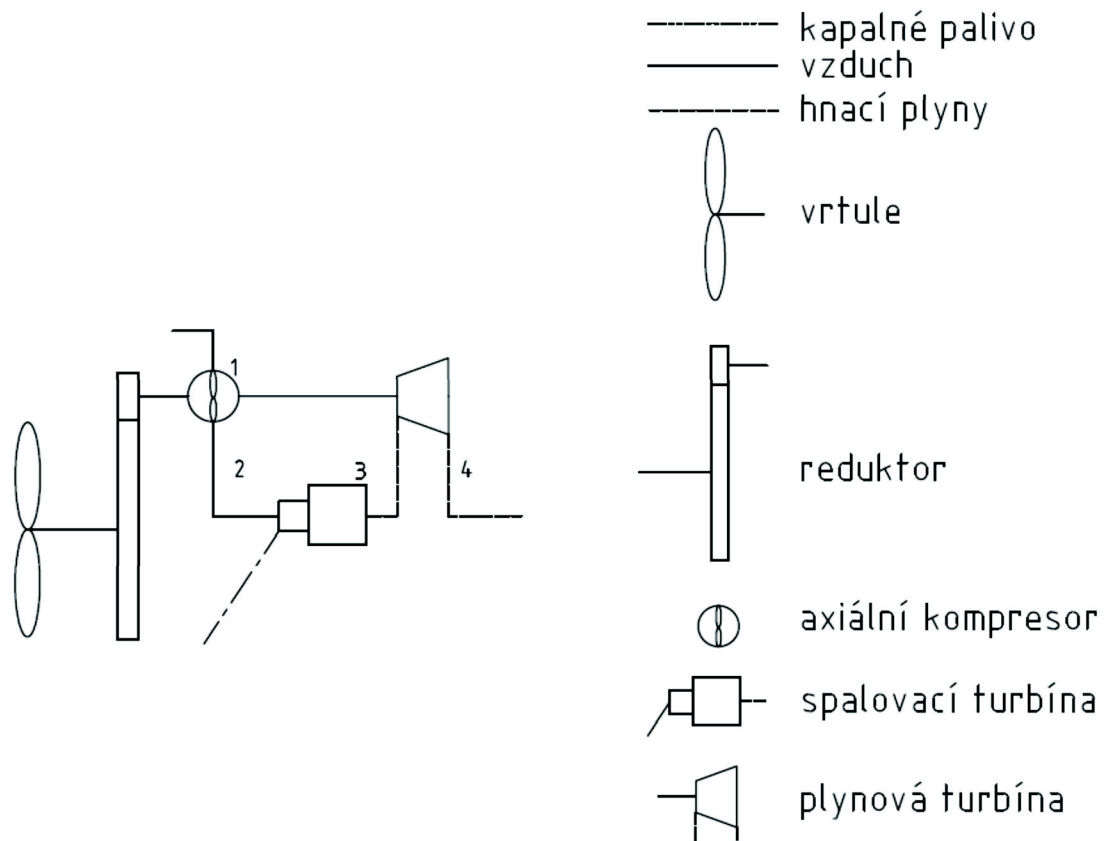 kapalné palivo
vzduch
hnací plyny
vrtule
1
2
3
4
reduktor
axiální kompresor
spalovací turbína
plynová turbína